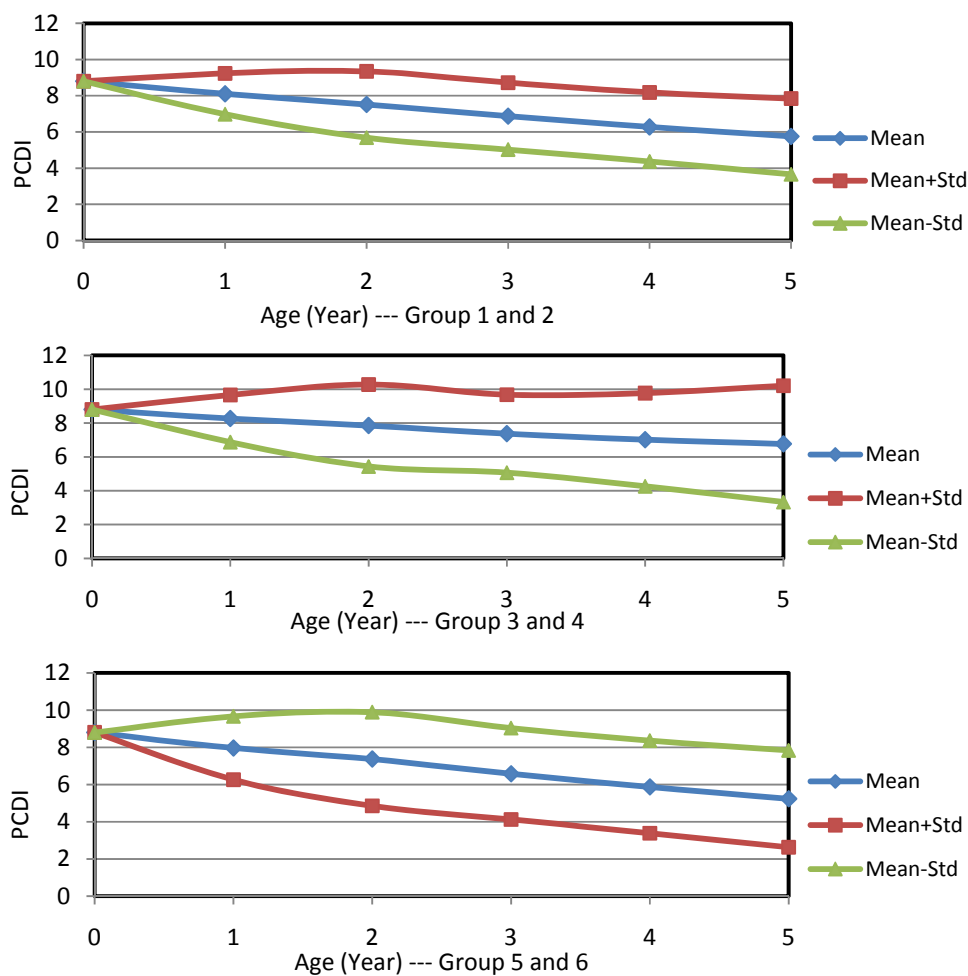 12
10
8
6
4
2
0
PCDI
0 1 2 3 4 5
Age (Year) --- Group 1 and 2
Mean
Mean+Std
Mean-Std
12
10
8
6
4
2
0
PCDI
0 1 2 3 4 5
Age (Year) --- Group 3 and 4
Mean
Mean+Std
Mean-Std
12
10
8
6
4
2
0
PCDI
0 1 2 3 4 5
Age (Year) --- Group 5 and 6
Mean
Mean+Std
Mean-Std